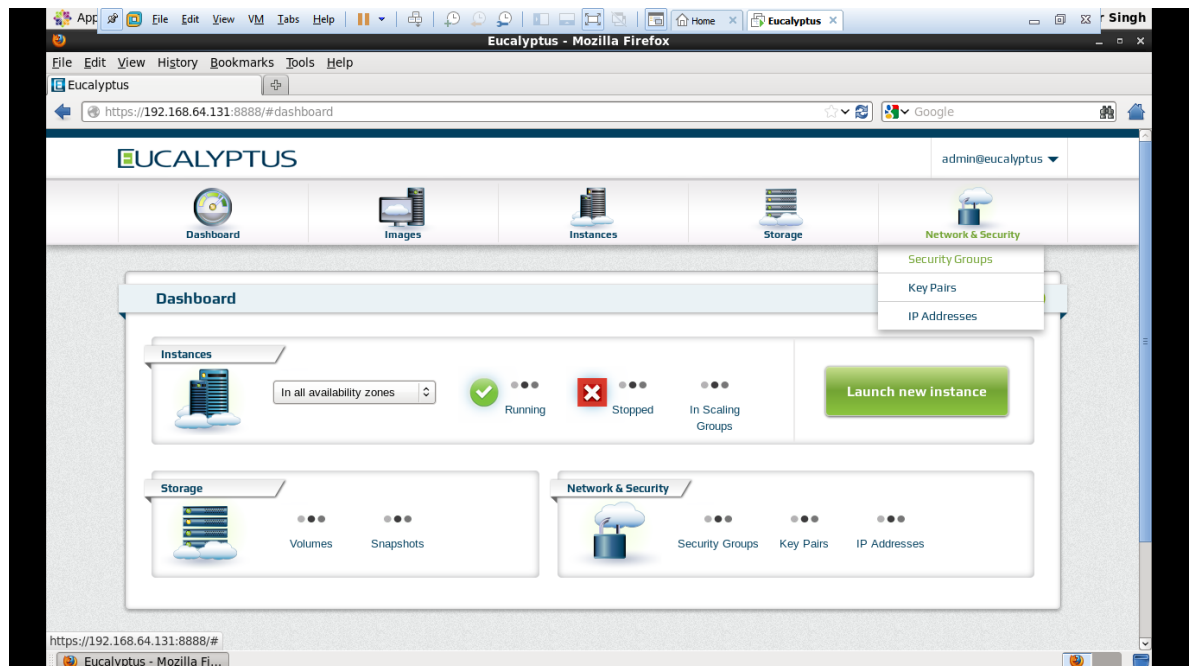 App File Edit View VM Tabs Help Home Eucalyptus r Singh
Eucalyptus - Mozilla Firefox
File Edit View History Bookmarks Tools Help
Eucalyptus
https://192.168.64.131:8888/#dashboard Google
EUCALYPTUS admin@eucalyptus
Dashboard Images Instances Storage Network & Security
Security Groups
Key Pairs
IP Addresses
Dashboard
Instances
In all availability zones
Running Stopped In Scaling Groups
Launch new instance
Storage
Volumes Snapshots
Network & Security
Security Groups Key Pairs IP Addresses
https://192.168.64.131:8888/#
Eucalyptus - Mozilla Fi...